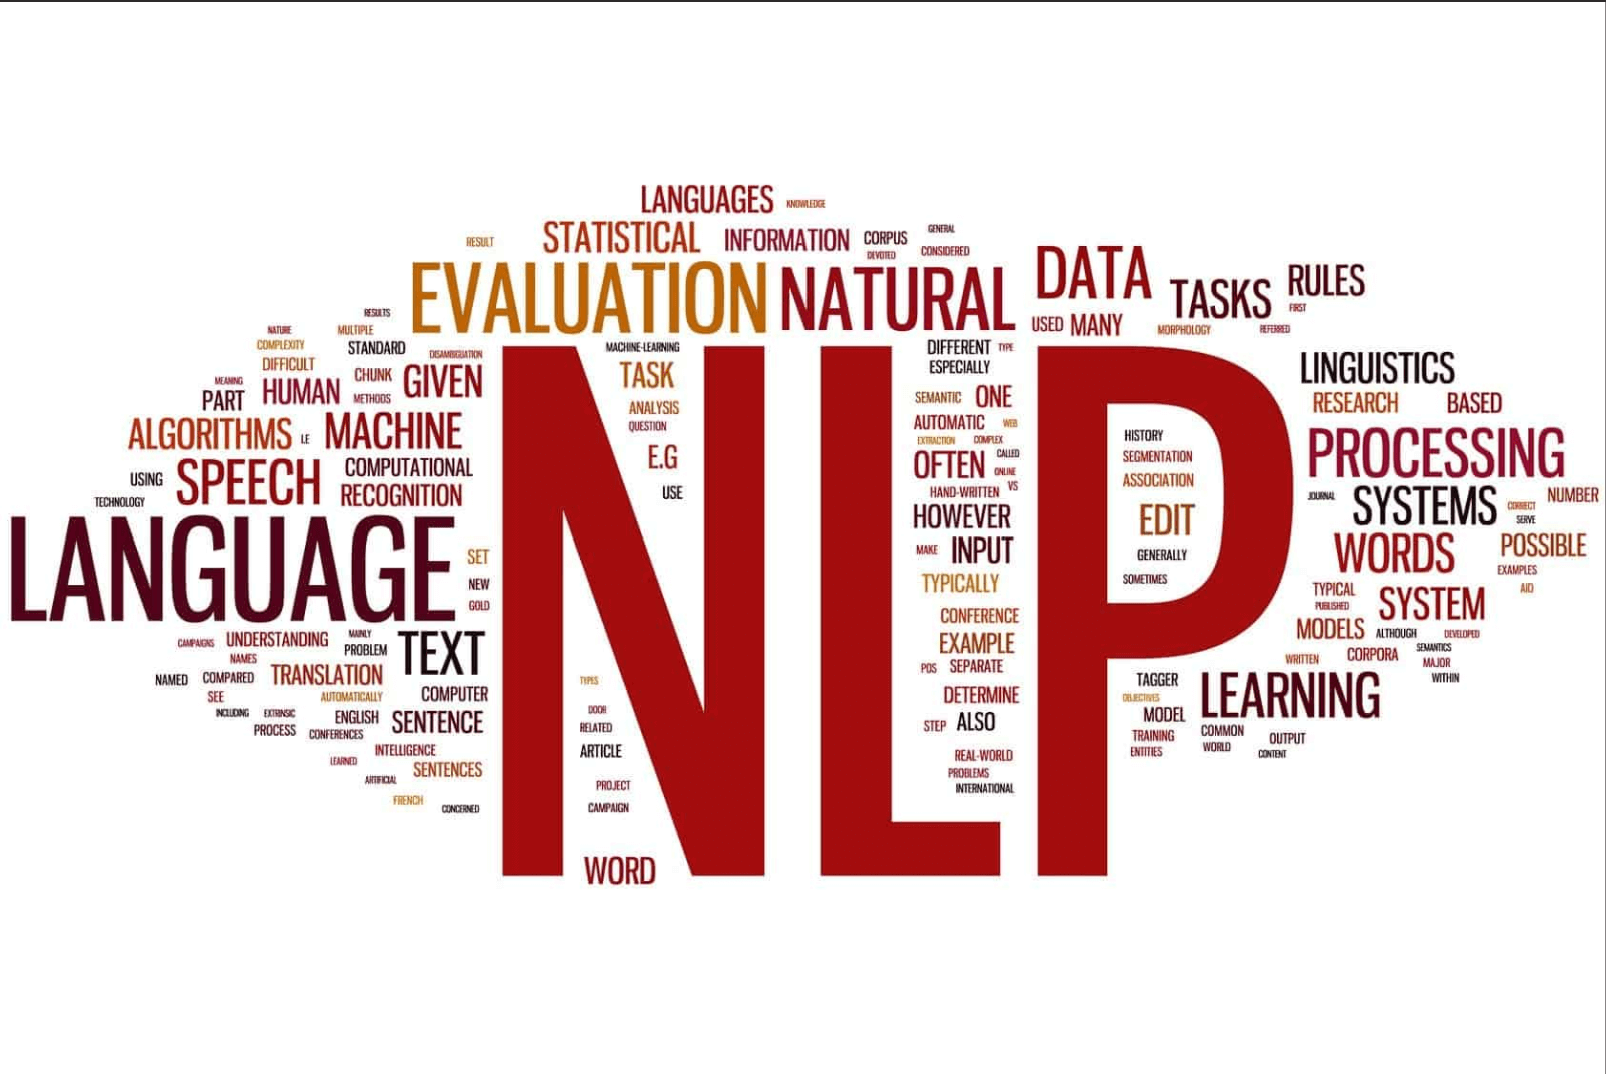 LANGUAGES KNOWLEDGE
RESULT STATISTICAL INFORMATION CORPUS GENERAL
DEVOTED CONSIDERED
EVALUATION NATURAL DATA TASKS RULES
FIRST
RESULTS USED MANY MORPHOLOGY REFERRED
NATURE MULTIPLE
COMPLEXITY STANDARD DISAMBIGUATION
DIFFICULT CHUNK GIVEN
MEANING HUMAN METHODS
PART
ALGORITHMS I.E MACHINE
USING SPEECH COMPUTATIONAL
TECHNOLOGY RECOGNITION
LANGUAGE SET
NEW
GOLD
CAMPAIGNS UNDERSTANDING MAINLY TEXT
NAMES PROBLEM
NAMED COMPARED TRANSLATION
SEE AUTOMATICALLY COMPUTER
INCLUDING EXTRINSIC ENGLISH SENTENCE
PROCESS CONFERENCES
LEARNED INTELLIGENCE
ARTIFICIAL SENTENCES
FRENCH CONCERNED
NLP
MACHINE-LEARNING
TASK
ANALYSIS
QUESTION
E.G
USE
TYPES
DOOR
RELATED
ARTICLE
PROJECT
CAMPAIGN
WORD
DIFFERENT TYPE
ESPECIALLY
SEMANTIC ONE
AUTOMATIC WEB
EXTRACTION COMPLEX
OFTEN CALLED
ONLINE
HAND-WRITTEN VS
HOWEVER
MAKE INPUT
TYPICALLY
CONFERENCE
EXAMPLE
POS SEPARATE
DETERMINE
STEP ALSO
REAL-WORLD
PROBLEMS
INTERNATIONAL
HISTORY
SEGMENTATION
ASSOCIATION
EDIT
GENERALLY
SOMETIMES
LINGUISTICS
RESEARCH BASED
PROCESSING
JOURNAL SYSTEMS NUMBER
CORRECT
SERVE
WORDS POSSIBLE
EXAMPLES
TYPICAL AID
PUBLISHED SYSTEM
MODELS ALTHOUGH DEVELOPED
WRITTEN CORPORA SEMANTICS
MAJOR
WITHIN
TAGGER LEARNING
OBJECTIVES
MODEL
TRAINING COMMON OUTPUT
ENTITIES WORLD CONTENT